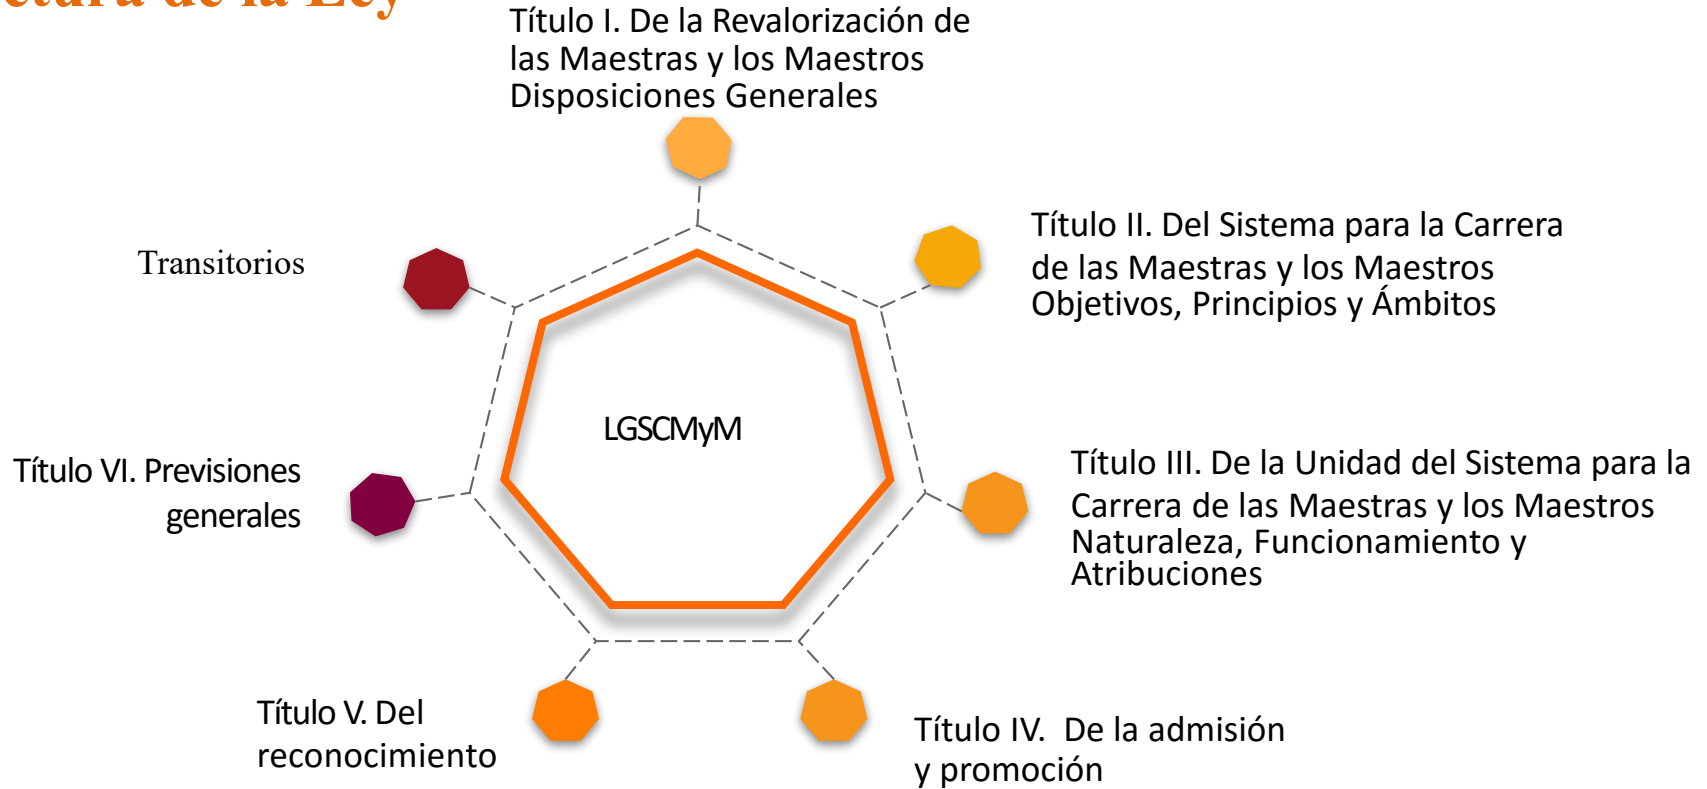 de la Ley
Título I. De la Revalorización de
las Maestras y los Maestros
Disposiciones Generales
Título II. Del Sistema para la Carrera
de las Maestras y los Maestros
Objetivos, Principios y Ámbitos
Título III. De la Unidad del Sistema para la
Carrera de las Maestras y los Maestros
Naturaleza, Funcionamiento y
Atribuciones
Título IV. De la admisión
y promoción
Título V. Del
reconocimiento
Título VI. Previsiones
generales
Transitorios
LGSCMyM